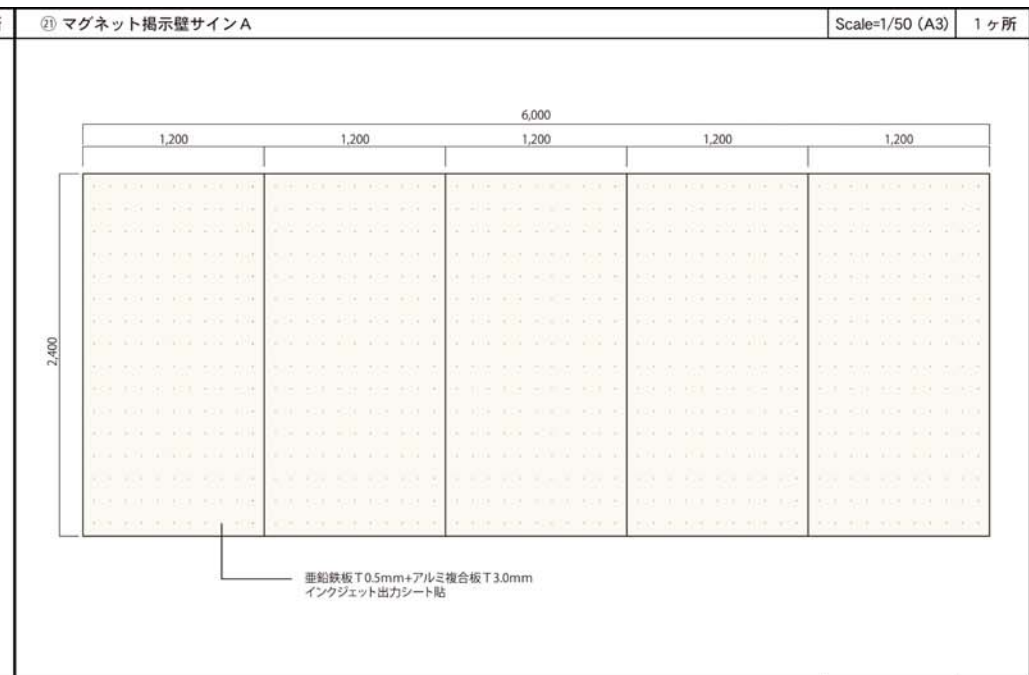 ㉑ マグネット掲示壁サインA
Scale=1/50 (A3)
1ヶ所
6,000
1,200 1,200 1,200 1,200 1,200
2,400
亜鉛鉄板T0.5mm+アルミ複合板T3.0mm
インクジェット出力シート貼